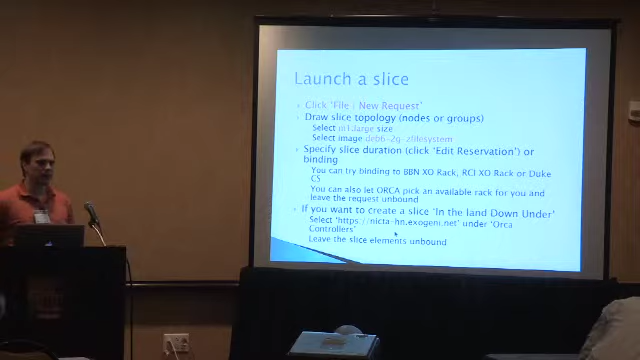 Launch a slice
Click 'File : New Request'
Draw slice topology (nodes or groups)
Select m1.large size
Select image deb6-2g-zfilesystem
Specify slice duration (click 'Edit Reservation') or
binding
You can try binding to BBN XO Rack, RCI XO Rack or Duke
CS
You can also let ORCA pick an available rack for you and
leave the request unbound
If you want to create a slice 'In the land Down Under'
Select 'https://nicta-hn.exogeni.net' under 'Orca
Controllers'
Leave the slice elements unbound